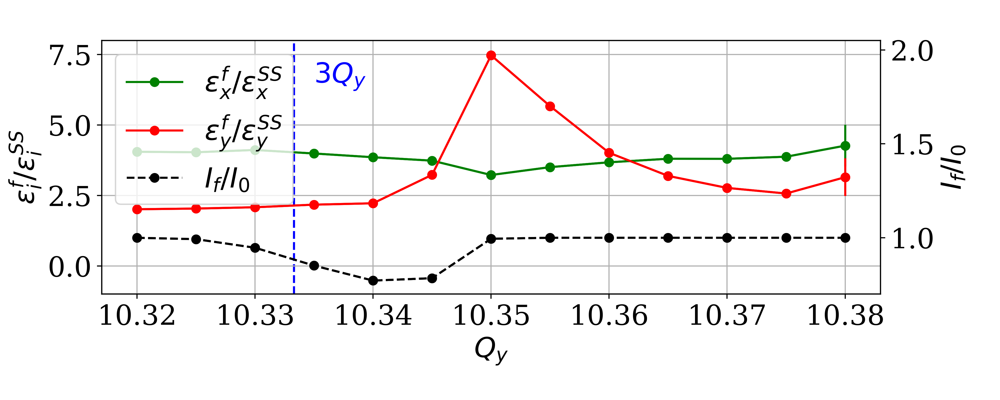 7.5
5.0
2.5
0.0
ε_i^f/ε_i^{SS}
ε_x^f/ε_x^{SS}
ε_y^f/ε_y^{SS}
I_f/I_0
3Q_y
2.0
1.5
1.0
I_f/I_0
10.32 10.33 10.34 10.35 10.36 10.37 10.38
Q_y